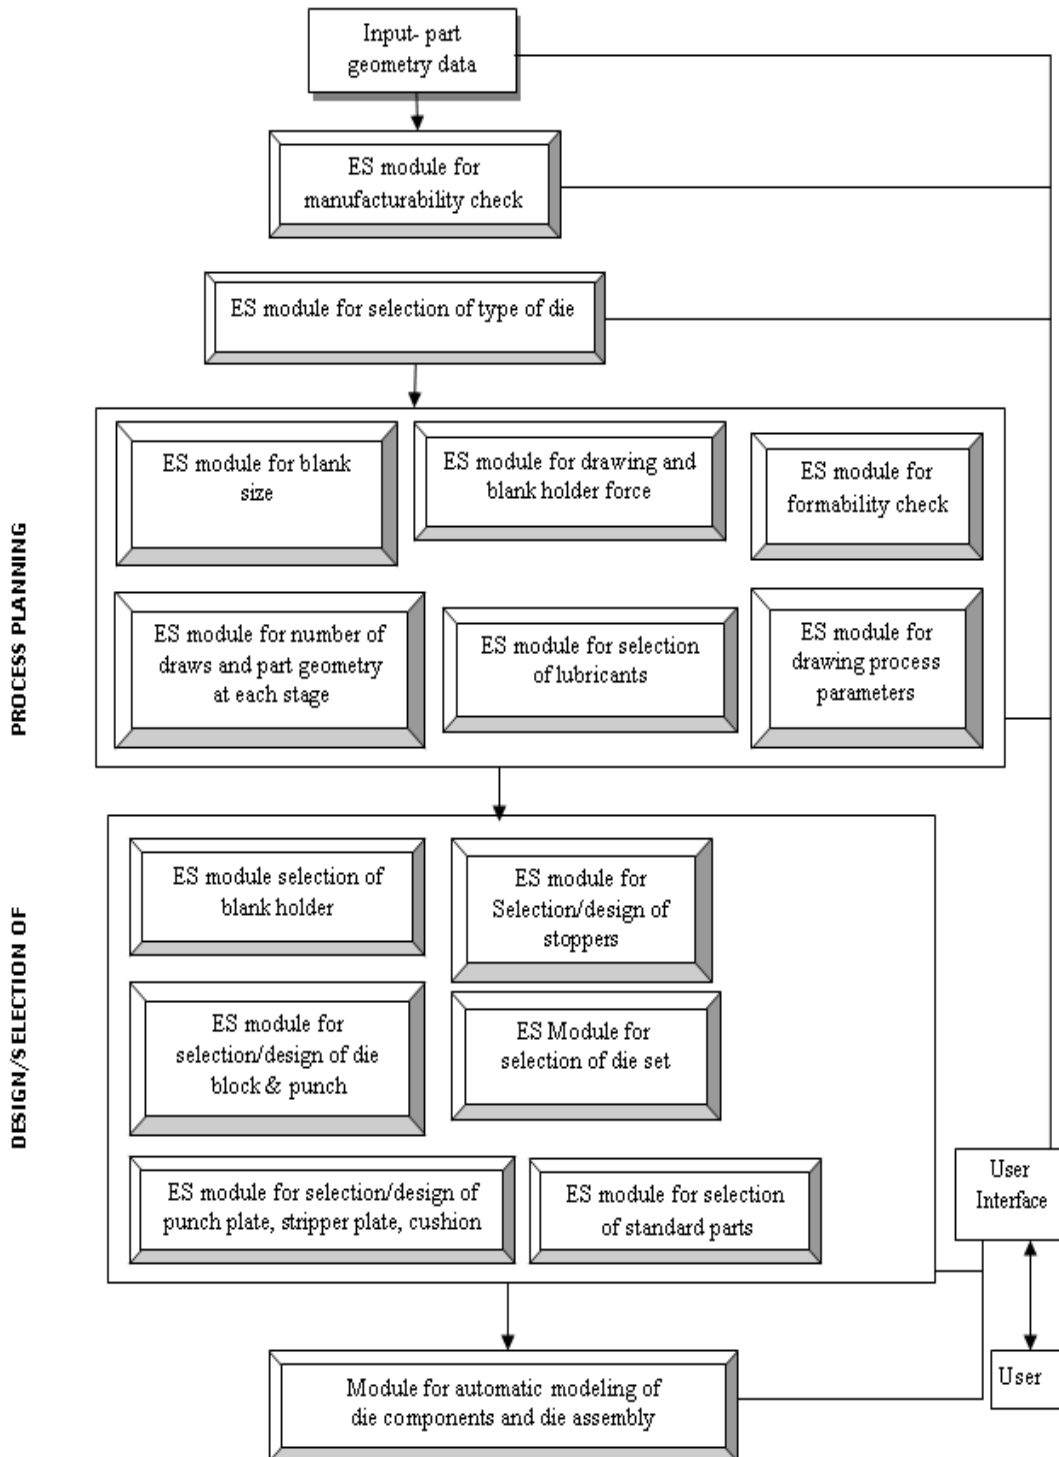 Input- part
geometry data
ES module for
manufacturability check
ES module for selection of type of die
PROCESS PLANNING
ES module for blank
size
ES module for drawing and
blank holder force
ES module for
formability check
ES module for number of
draws and part geometry
at each stage
ES module for selection
of lubricants
ES module for
drawing process
parameters
DESIGN/SELECTION OF
ES module selection of
blank holder
ES module for
Selection/design of
stoppers
ES module for
selection/design of die
block & punch
ES Module for
selection of die set
ES module for selection/design of
punch plate, stripper plate, cushion
ES module for selection
of standard parts
User
Interface
User
Module for automatic modeling of
die components and die assembly